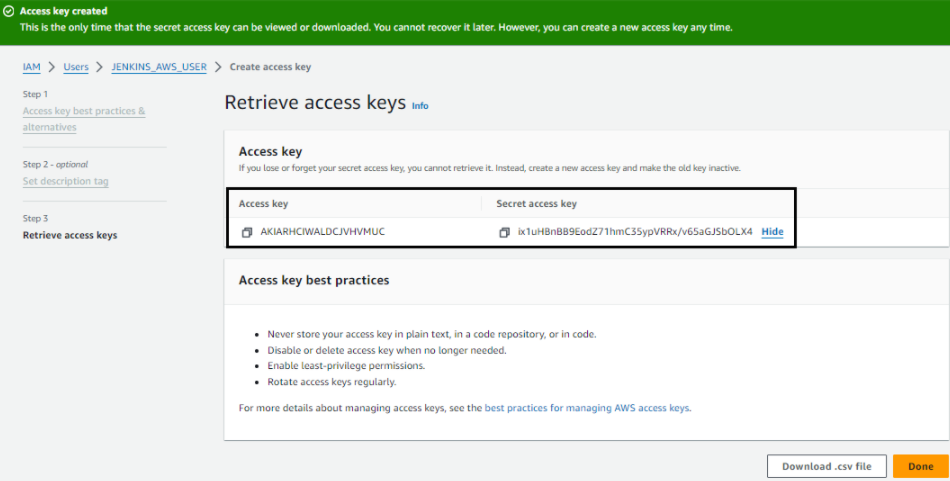 Access key created
This is the only time that the secret access key can be viewed or downloaded. You cannot recover it later. However, you can create a new access key any time.
IAM > Users > JENKINS_AWS_USER > Create access key
Step 1
Access key best practices &
alternatives
Step 2 - optional
Set description tag
Step 3
Retrieve access keys
Retrieve access keys Info
Access key
If you lose or forget your secret access key, you cannot retrieve it. Instead, create a new access key and make the old key inactive.
Access key Secret access key
AKIARHCIWALDCJVHVMUC Hide
Access key best practices
• Never store your access key in plain text, in a code repository, or in code.
• Disable or delete access key when no longer needed.
• Enable least-privilege permissions.
• Rotate access keys regularly.
For more details about managing access keys, see the best practices for managing AWS access keys.
Download .csv file
Done